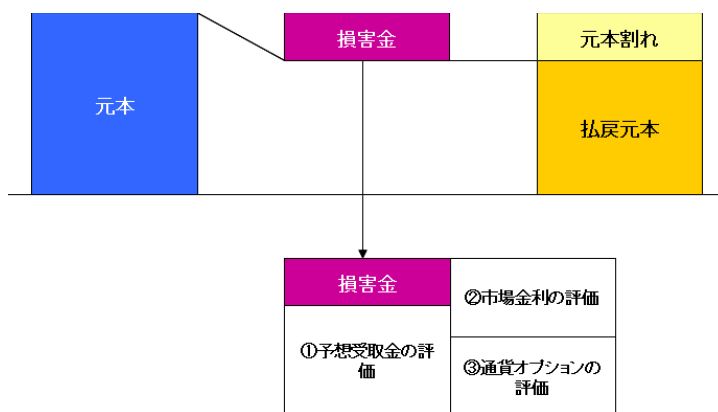 元本
損害金
元本割れ
払戻元本
損害金
①予想受取金の評
価
②市場金利の評価
③通貨オプションの
評価